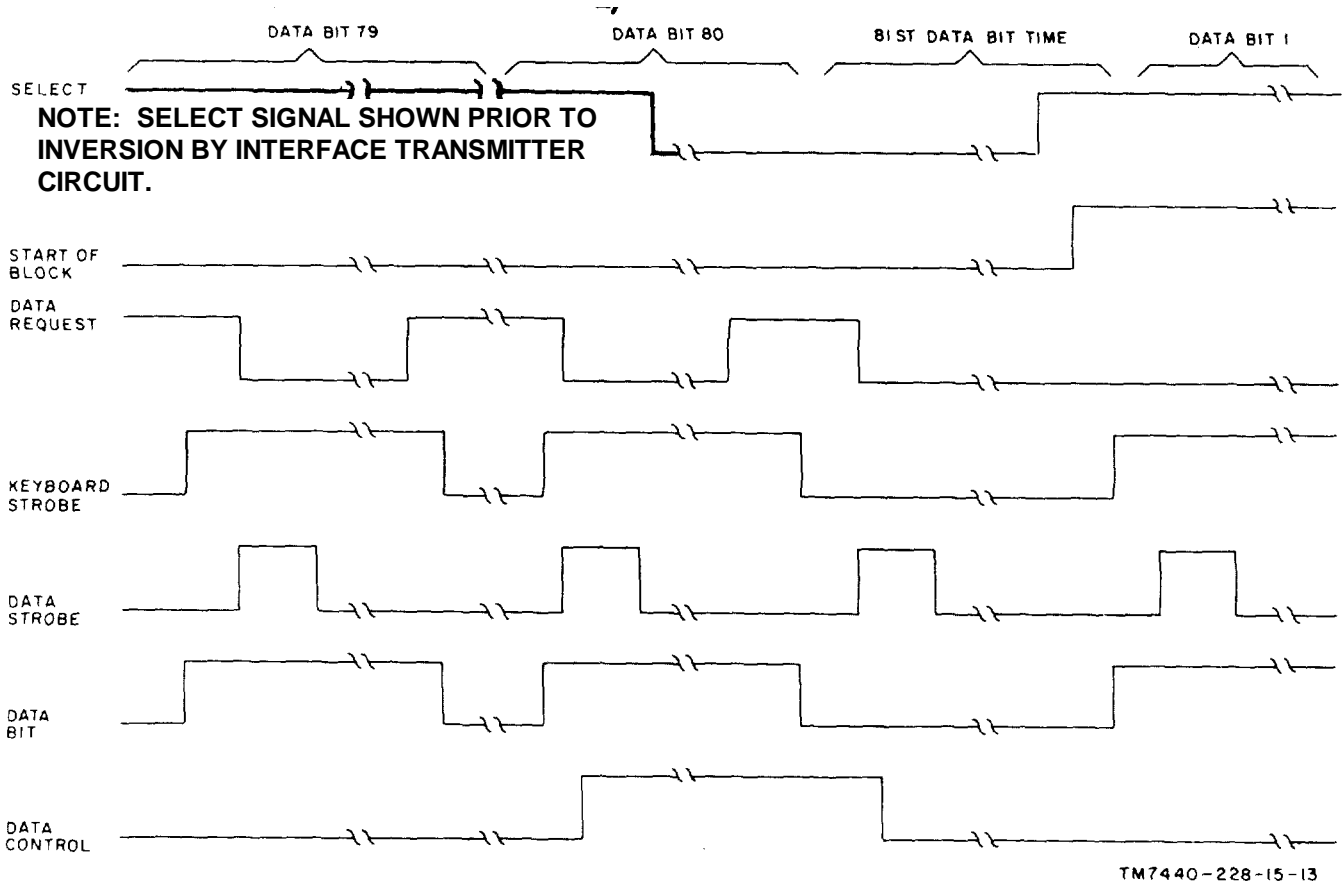 DATA BIT 79
DATA BIT 80
81ST DATA BIT TIME
DATA BIT 1
SELECT
NOTE: SELECT SIGNAL SHOWN PRIOR TO
INVERSION BY INTERFACE TRANSMITTER
CIRCUIT.
START OF
BLOCK
DATA
REQUEST
KEYBOARD
STROBE
DATA
STROBE
DATA
BIT
DATA
CONTROL
TM7440-228-15-13